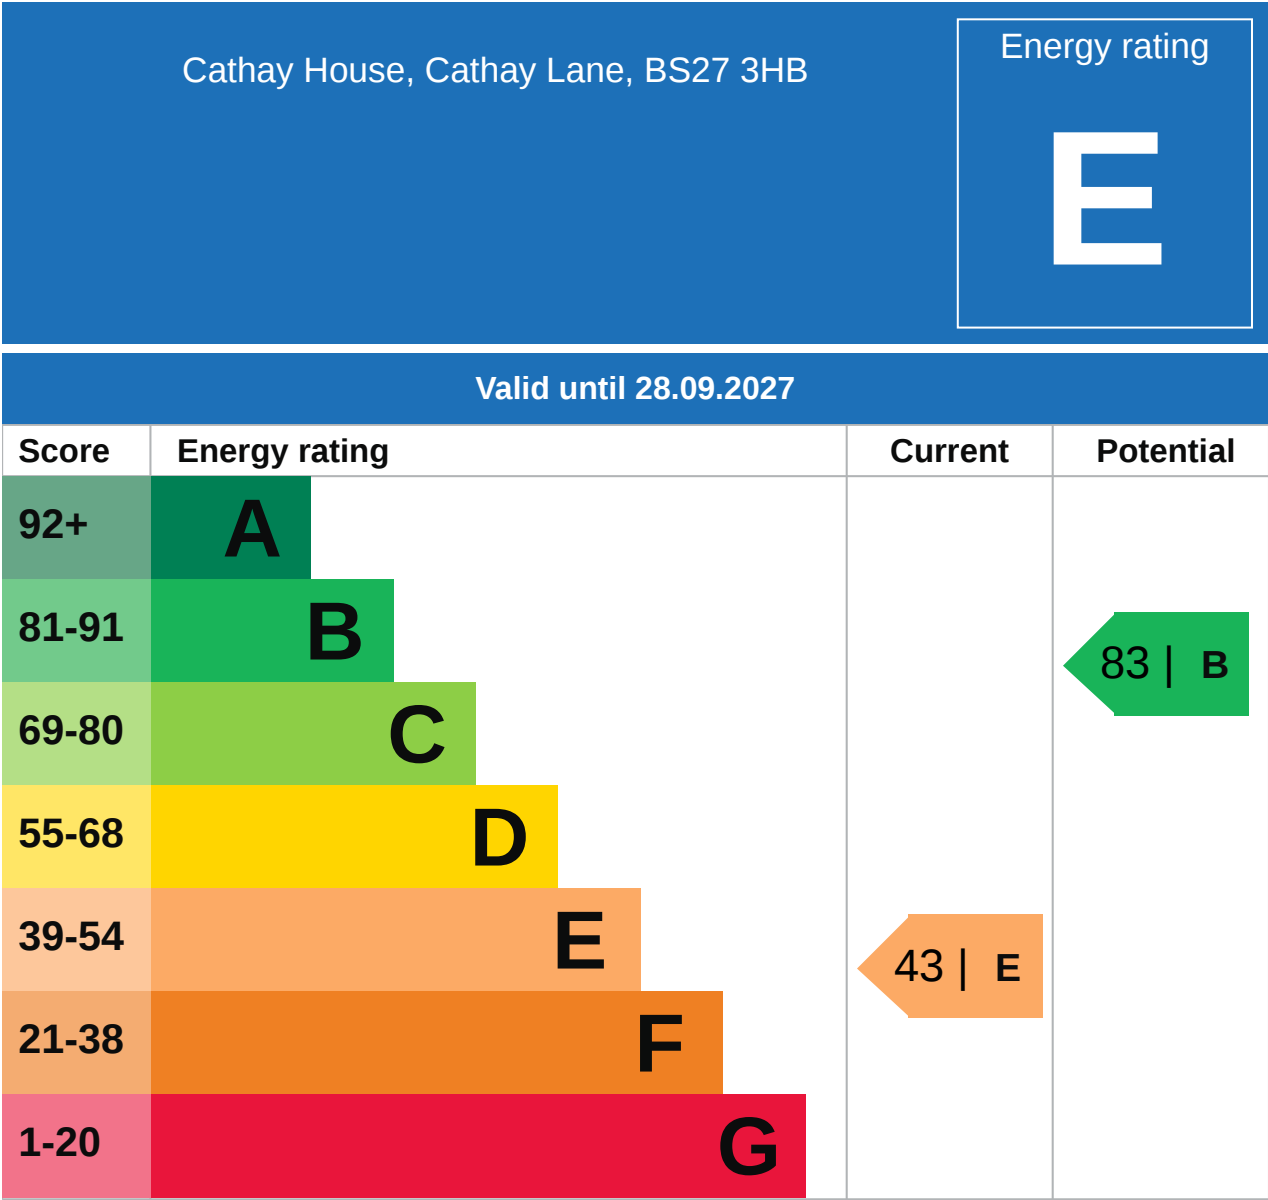 Cathay House, Cathay Lane, BS27 3HB
Energy rating
E
Valid until 28.09.2027
Score Energy rating Current Potential
92+ A
81-91 B
83 | B
69-80 C
55-68 D
39-54 E
43 | E
21-38 F
1-20 G